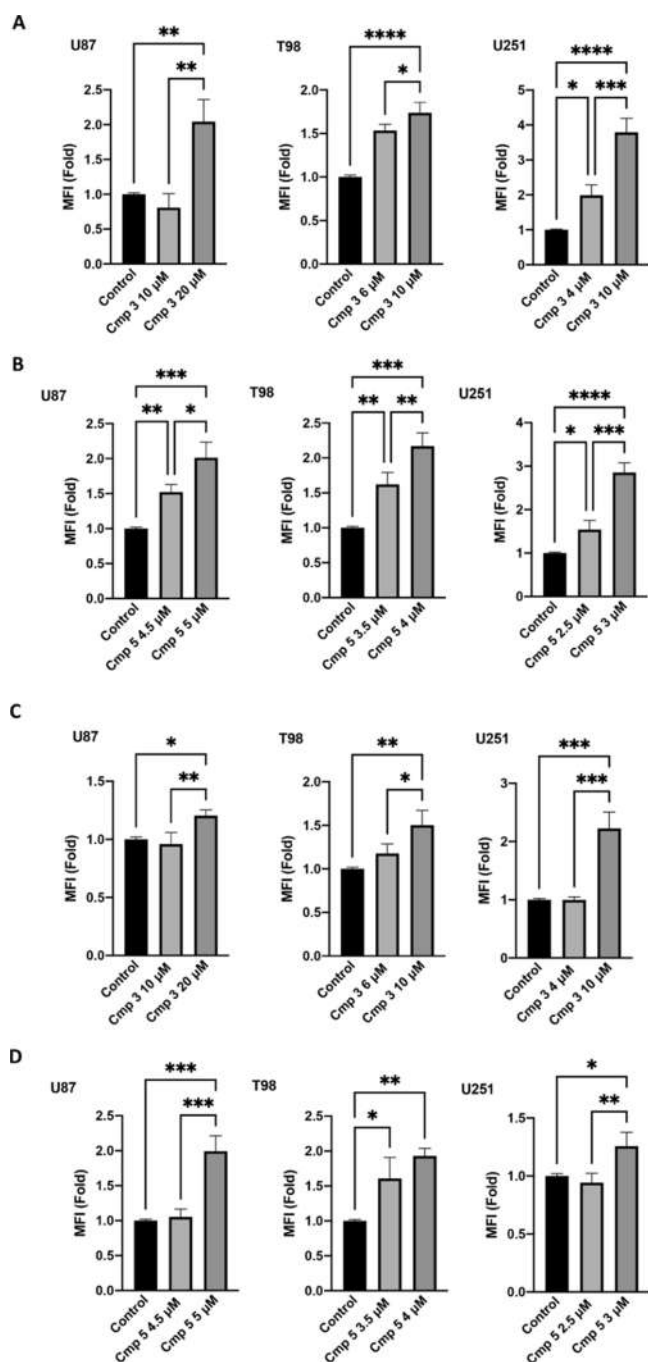 A
U87
T98
U251
** ** 
**** *
**** * ***
MFI (Fold)
2.5
2.0
1.5
1.0
0.5
0.0
Control
Cmp 3 10 µM
Cmp 3 20 µM
MFI (Fold)
2.0
1.5
1.0
0.5
0.0
Control
Cmp 3 6 µM
Cmp 3 10 µM
MFI (Fold)
5
4
3
2
1
0
Control
Cmp 3 4 µM
Cmp 3 10 µM
B
U87
T98
U251
*** ** *
*** ** **
**** * ***
MFI (Fold)
2.5
2.0
1.5
1.0
0.5
0.0
Control
Cmp 5 4.5 µM
Cmp 5 5 µM
MFI (Fold)
2.5
2.0
1.5
1.0
0.5
0.0
Control
Cmp 5 3.5 µM
Cmp 5 4 µM
MFI (Fold)
4
3
2
1
0
Control
Cmp 5 2.5 µM
Cmp 5 3 µM
C
U87
T98
U251
* **
** *
*** ***
MFI (Fold)
1.5
1.0
0.5
0.0
Control
Cmp 3 10 µM
Cmp 3 20 µM
MFI (Fold)
2.0
1.5
1.0
0.5
0.0
Control
Cmp 3 6 µM
Cmp 3 10 µM
MFI (Fold)
3
2
1
0
Control
Cmp 3 4 µM
Cmp 3 10 µM
D
U87
T98
U251
*** ***
** *
* **
MFI (Fold)
2.5
2.0
1.5
1.0
0.5
0.0
Control
Cmp 5 4.5 µM
Cmp 5 5 µM
MFI (Fold)
2.5
2.0
1.5
1.0
0.5
0.0
Control
Cmp 5 3.5 µM
Cmp 5 4 µM
MFI (Fold)
1.5
1.0
0.5
0.0
Control
Cmp 5 2.5 µM
Cmp 5 3 µM